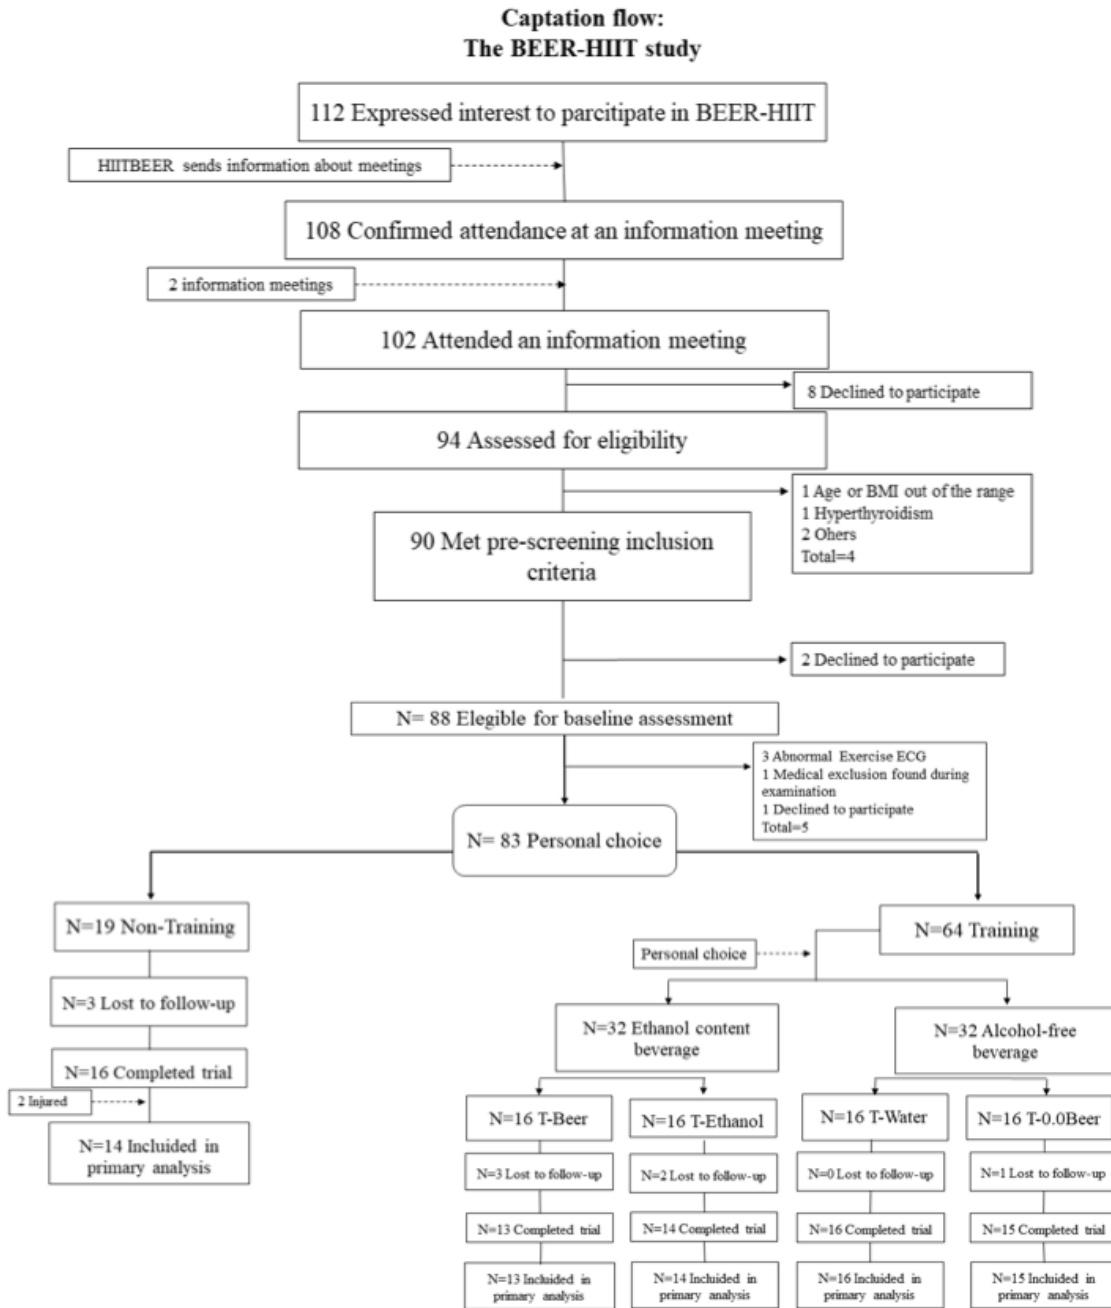 Captation flow:
The BEER-HIIT study
112 Expressed interest to parcitipate in BEER-HIIT
HIITBEER sends information about meetings
108 Confirmed attendance at an information meeting
2 information meetings
102 Attended an information meeting
8 Declined to participate
94 Assessed for eligibility
1 Age or BMI out of the range
1 Hyperthyroidism
2 Ohers
Total=4
90 Met pre-screening inclusion
criteria
2 Declined to participate
N= 88 Elegible for baseline assessment
3 Abnormal Exercise ECG
1 Medical exclusion found during
examination
1 Declined to participate
Total=5
N= 83 Personal choice
N=19 Non-Training
N=64 Training
Personal choice
N=3 Lost to follow-up
N=32 Ethanol content
beverage
N=32 Alcohol-free
beverage
N=16 Completed trial
2 Injured
N=14 Incluided in
primary analysis
N=16 T-Beer
N=16 T-Ethanol
N=16 T-Water
N=16 T-0.0Beer
N=3 Lost to follow-up
N=2 Lost to follow-up
N=0 Lost to follow-up
N=1 Lost to follow-up
N=13 Completed trial
N=14 Completed trial
N=16 Completed trial
N=15 Completed trial
N=13 Incluided in
primary analysis
N=14 Incluided in
primary analysis
N=16 Incluided in
primary analysis
N=15 Incluided in
primary analysis